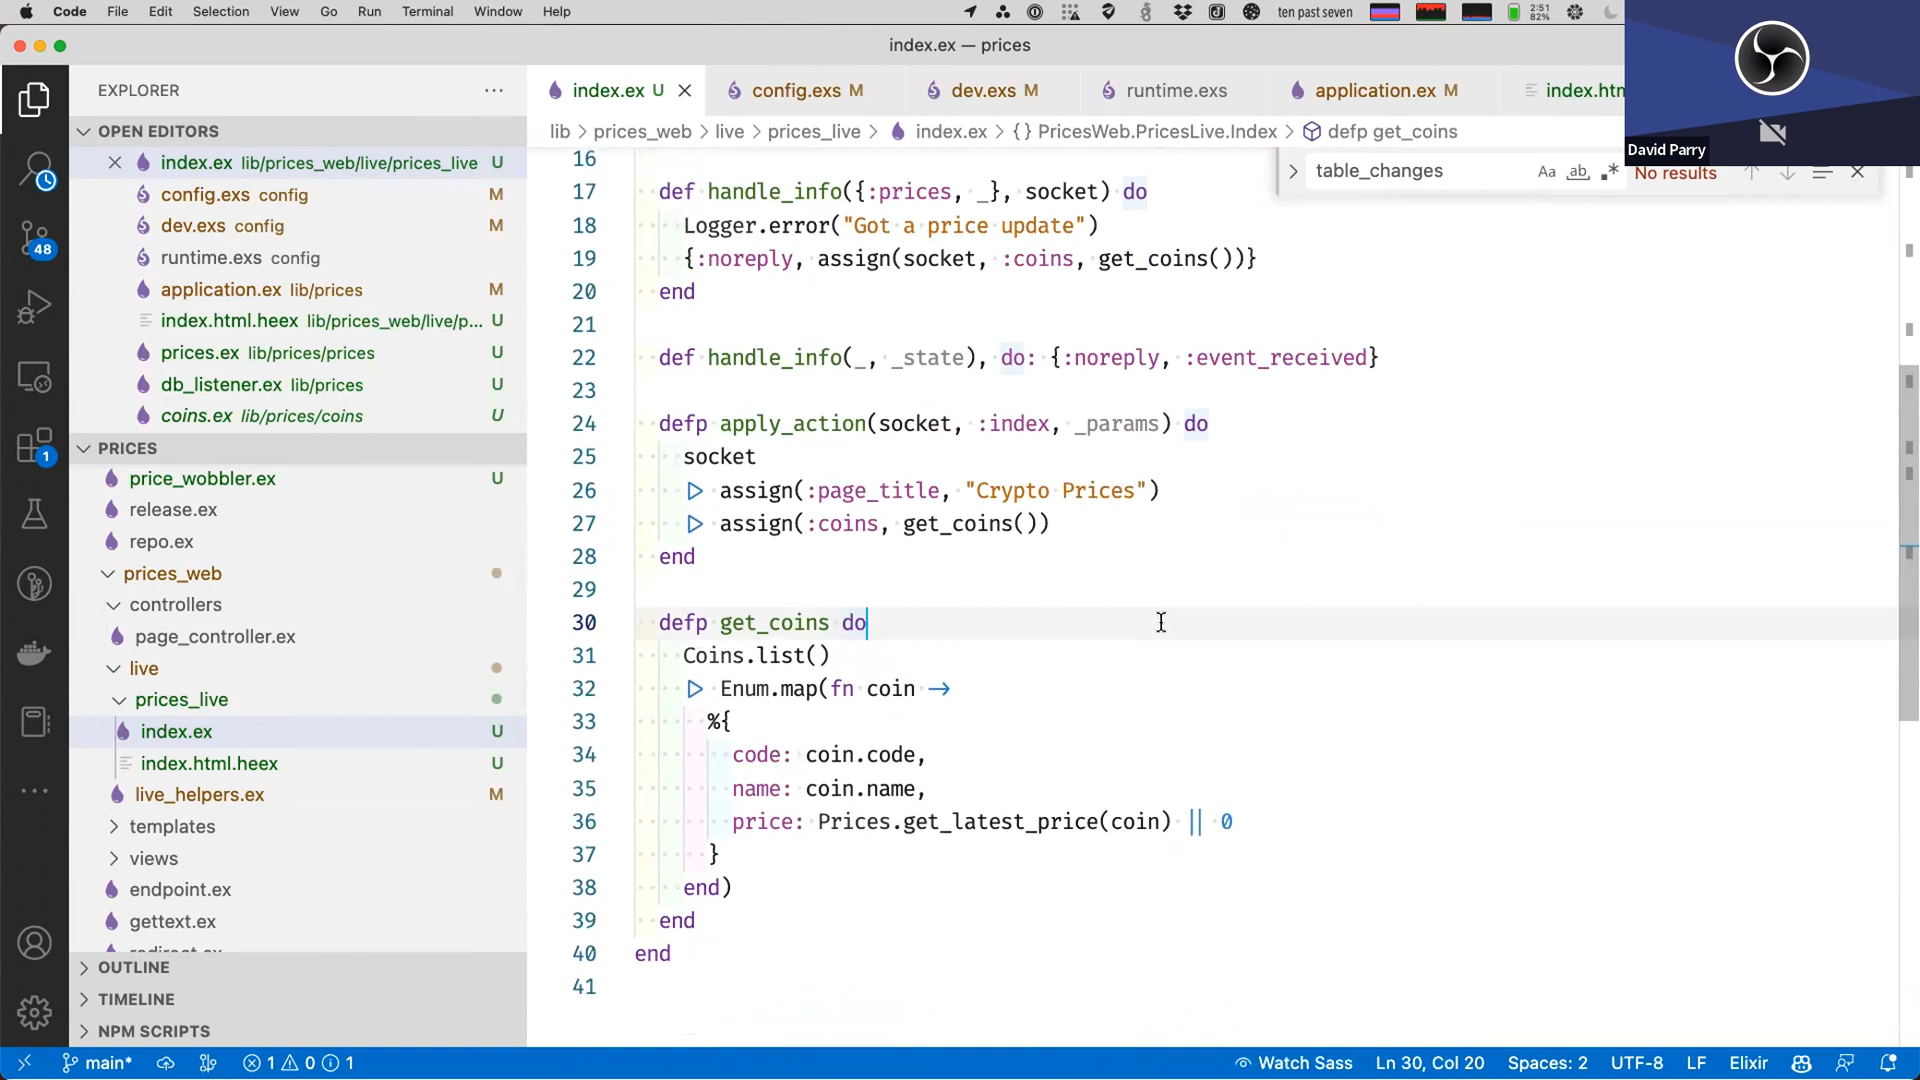 Code File Edit Selection View Go Run Terminal Window Help
ten past seven
2:51
82%
index.ex — prices
David Parry
EXPLORER
OPEN EDITORS
index.ex lib/prices_web/live/prices_live U
config.exs config M
dev.exs config M
runtime.exs config
application.ex lib/prices M
index.html.heex lib/prices_web/live/p... U
prices.ex lib/prices/prices U
db_listener.ex lib/prices U
coins.ex lib/prices/coins U
PRICES
price_wobbler.ex U
release.ex
repo.ex
prices_web
controllers
page_controller.ex
live
prices_live
index.ex U
index.html.heex U
live_helpers.ex M
templates
views
endpoint.ex
gettext.ex
OUTLINE
TIMELINE
NPM SCRIPTS
48
1
index.ex U config.exs M dev.exs M runtime.exs application.ex M index.htm
lib > prices_web > live > prices_live > index.ex > {} PricesWeb.PricesLive.Index > defp get_coins
table_changes Aa ab .* No results
16
17 def handle_info({:prices, _}, socket) do
18 Logger.error("Got a price update")
19 {:noreply, assign(socket, :coins, get_coins())}
20 end
21
22 def handle_info(_, _state), do: {:noreply, :event_received}
23
24 defp apply_action(socket, :index, _params) do
25 socket
26 |> assign(:page_title, "Crypto Prices")
27 |> assign(:coins, get_coins())
28 end
29
30 defp get_coins do
31 Coins.list()
32 |> Enum.map(fn coin ->
33 %{
34 code: coin.code,
35 name: coin.name,
36 price: Prices.get_latest_price(coin) || 0
37 }
38 end)
39 end
40 end
41
main* 1 0 1 Watch Sass Ln 30, Col 20 Spaces: 2 UTF-8 LF Elixir